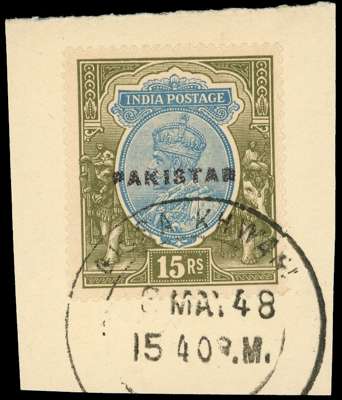 INDIA POSTAGE
PAKISTAN
15 RS
MAY 48
15 40 P.M.